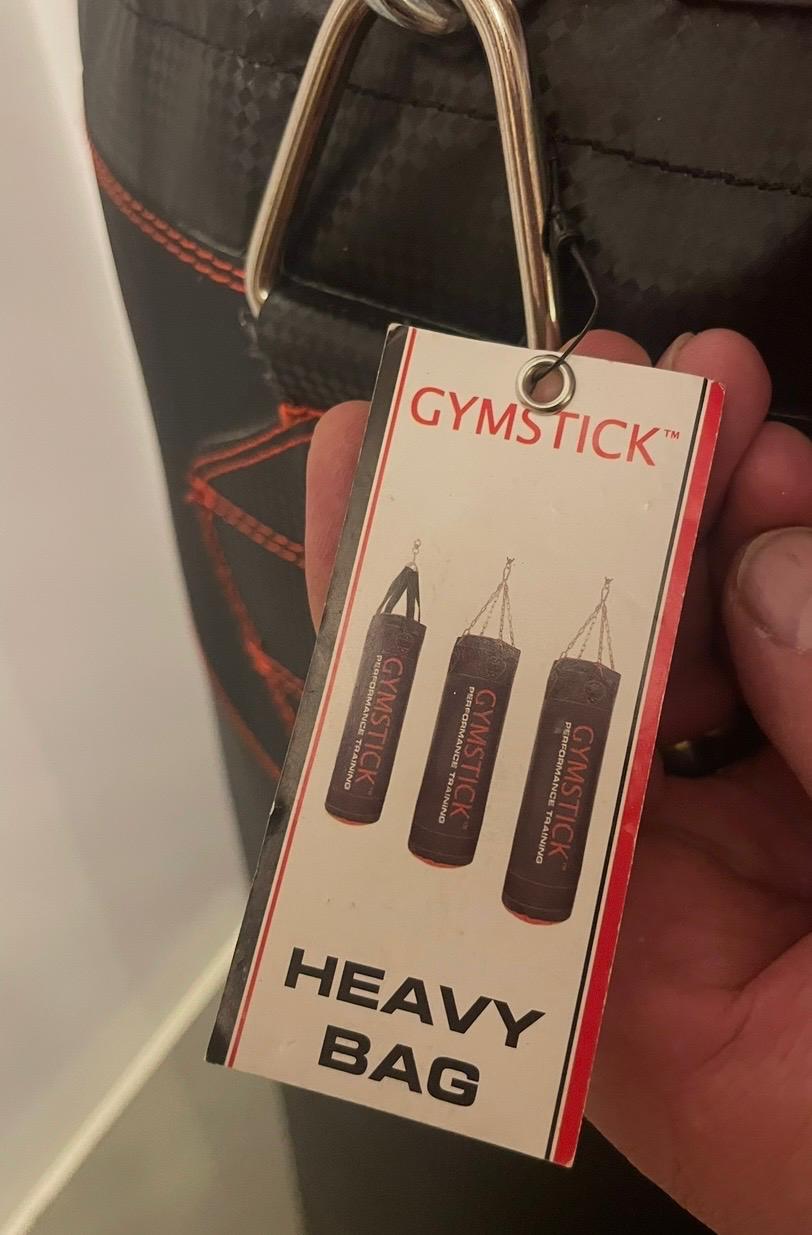 GYMSTICK™
GYMSTICK™
PERFORMANCE TRAINING
GYMSTICK™
PERFORMANCE TRAINING
GYMSTICK™
PERFORMANCE TRAINING
HEAVY
BAG